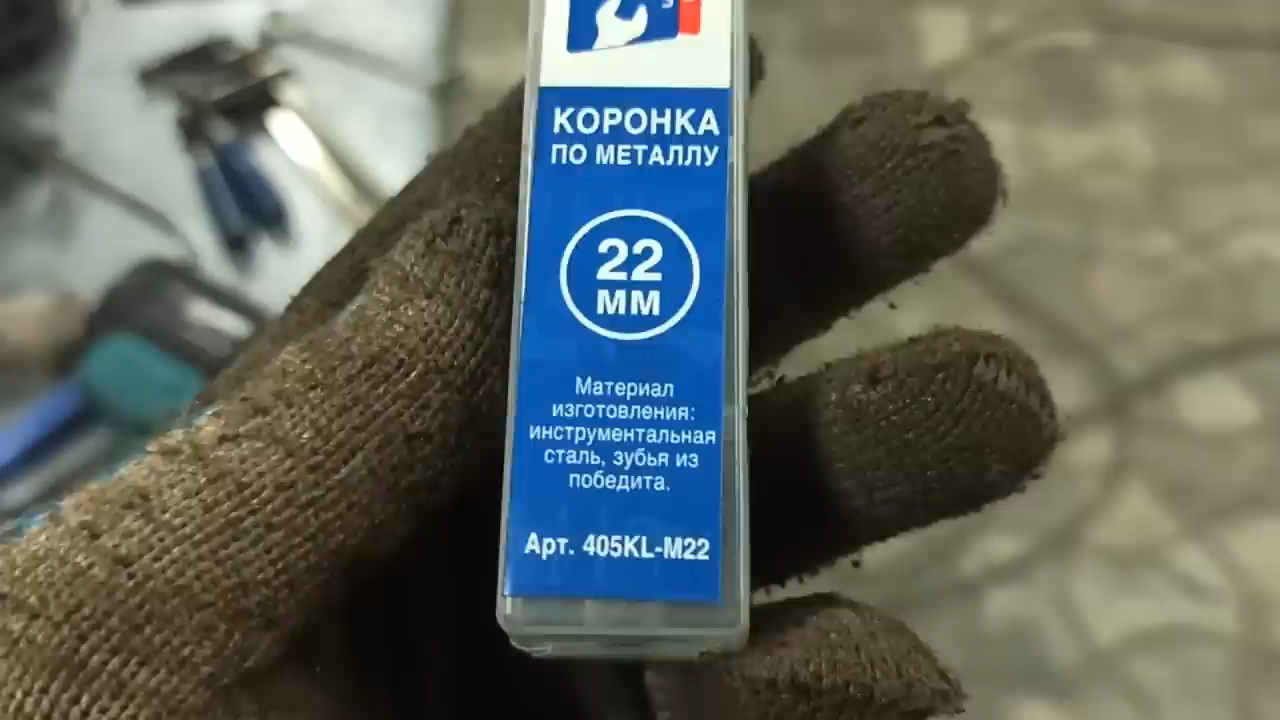 КОРОНКА
ПО МЕТАЛЛУ
22
ММ
Материал
изготовления:
инструментальная
сталь, зубья из
победита.
Арт. 405KL-M22